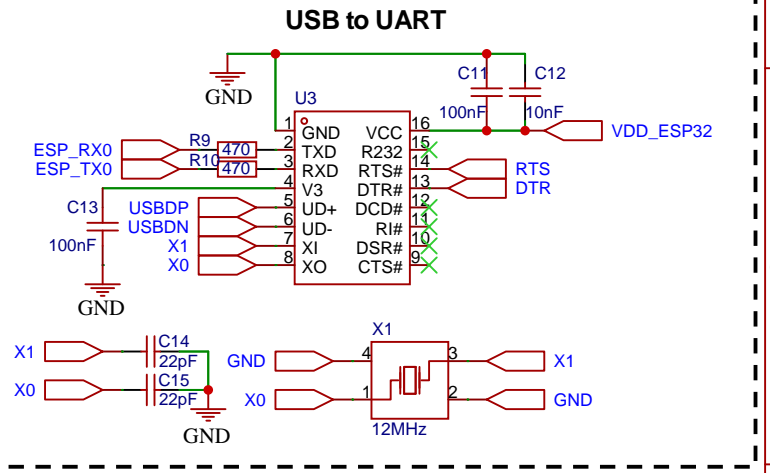 USB to UART
C11
C12
GND
U3
100nF
10nF
1
GND
VCC
16
VDD_ESP32
ESP_RX0
R9
470
2
TXD
R232
15
ESP_TX0
R10
470
3
RXD
RTS#
14
RTS
4
V3
DTR#
13
DTR
C13
USBDP
5
UD+
DCD#
12
USBDN
6
UD-
RI#
11
100nF
X1
7
XI
DSR#
10
X0
8
XO
CTS#
9
GND
X1
X1
C14
22pF
GND
4
3
X1
X0
C15
22pF
X0
1
2
GND
GND
12MHz